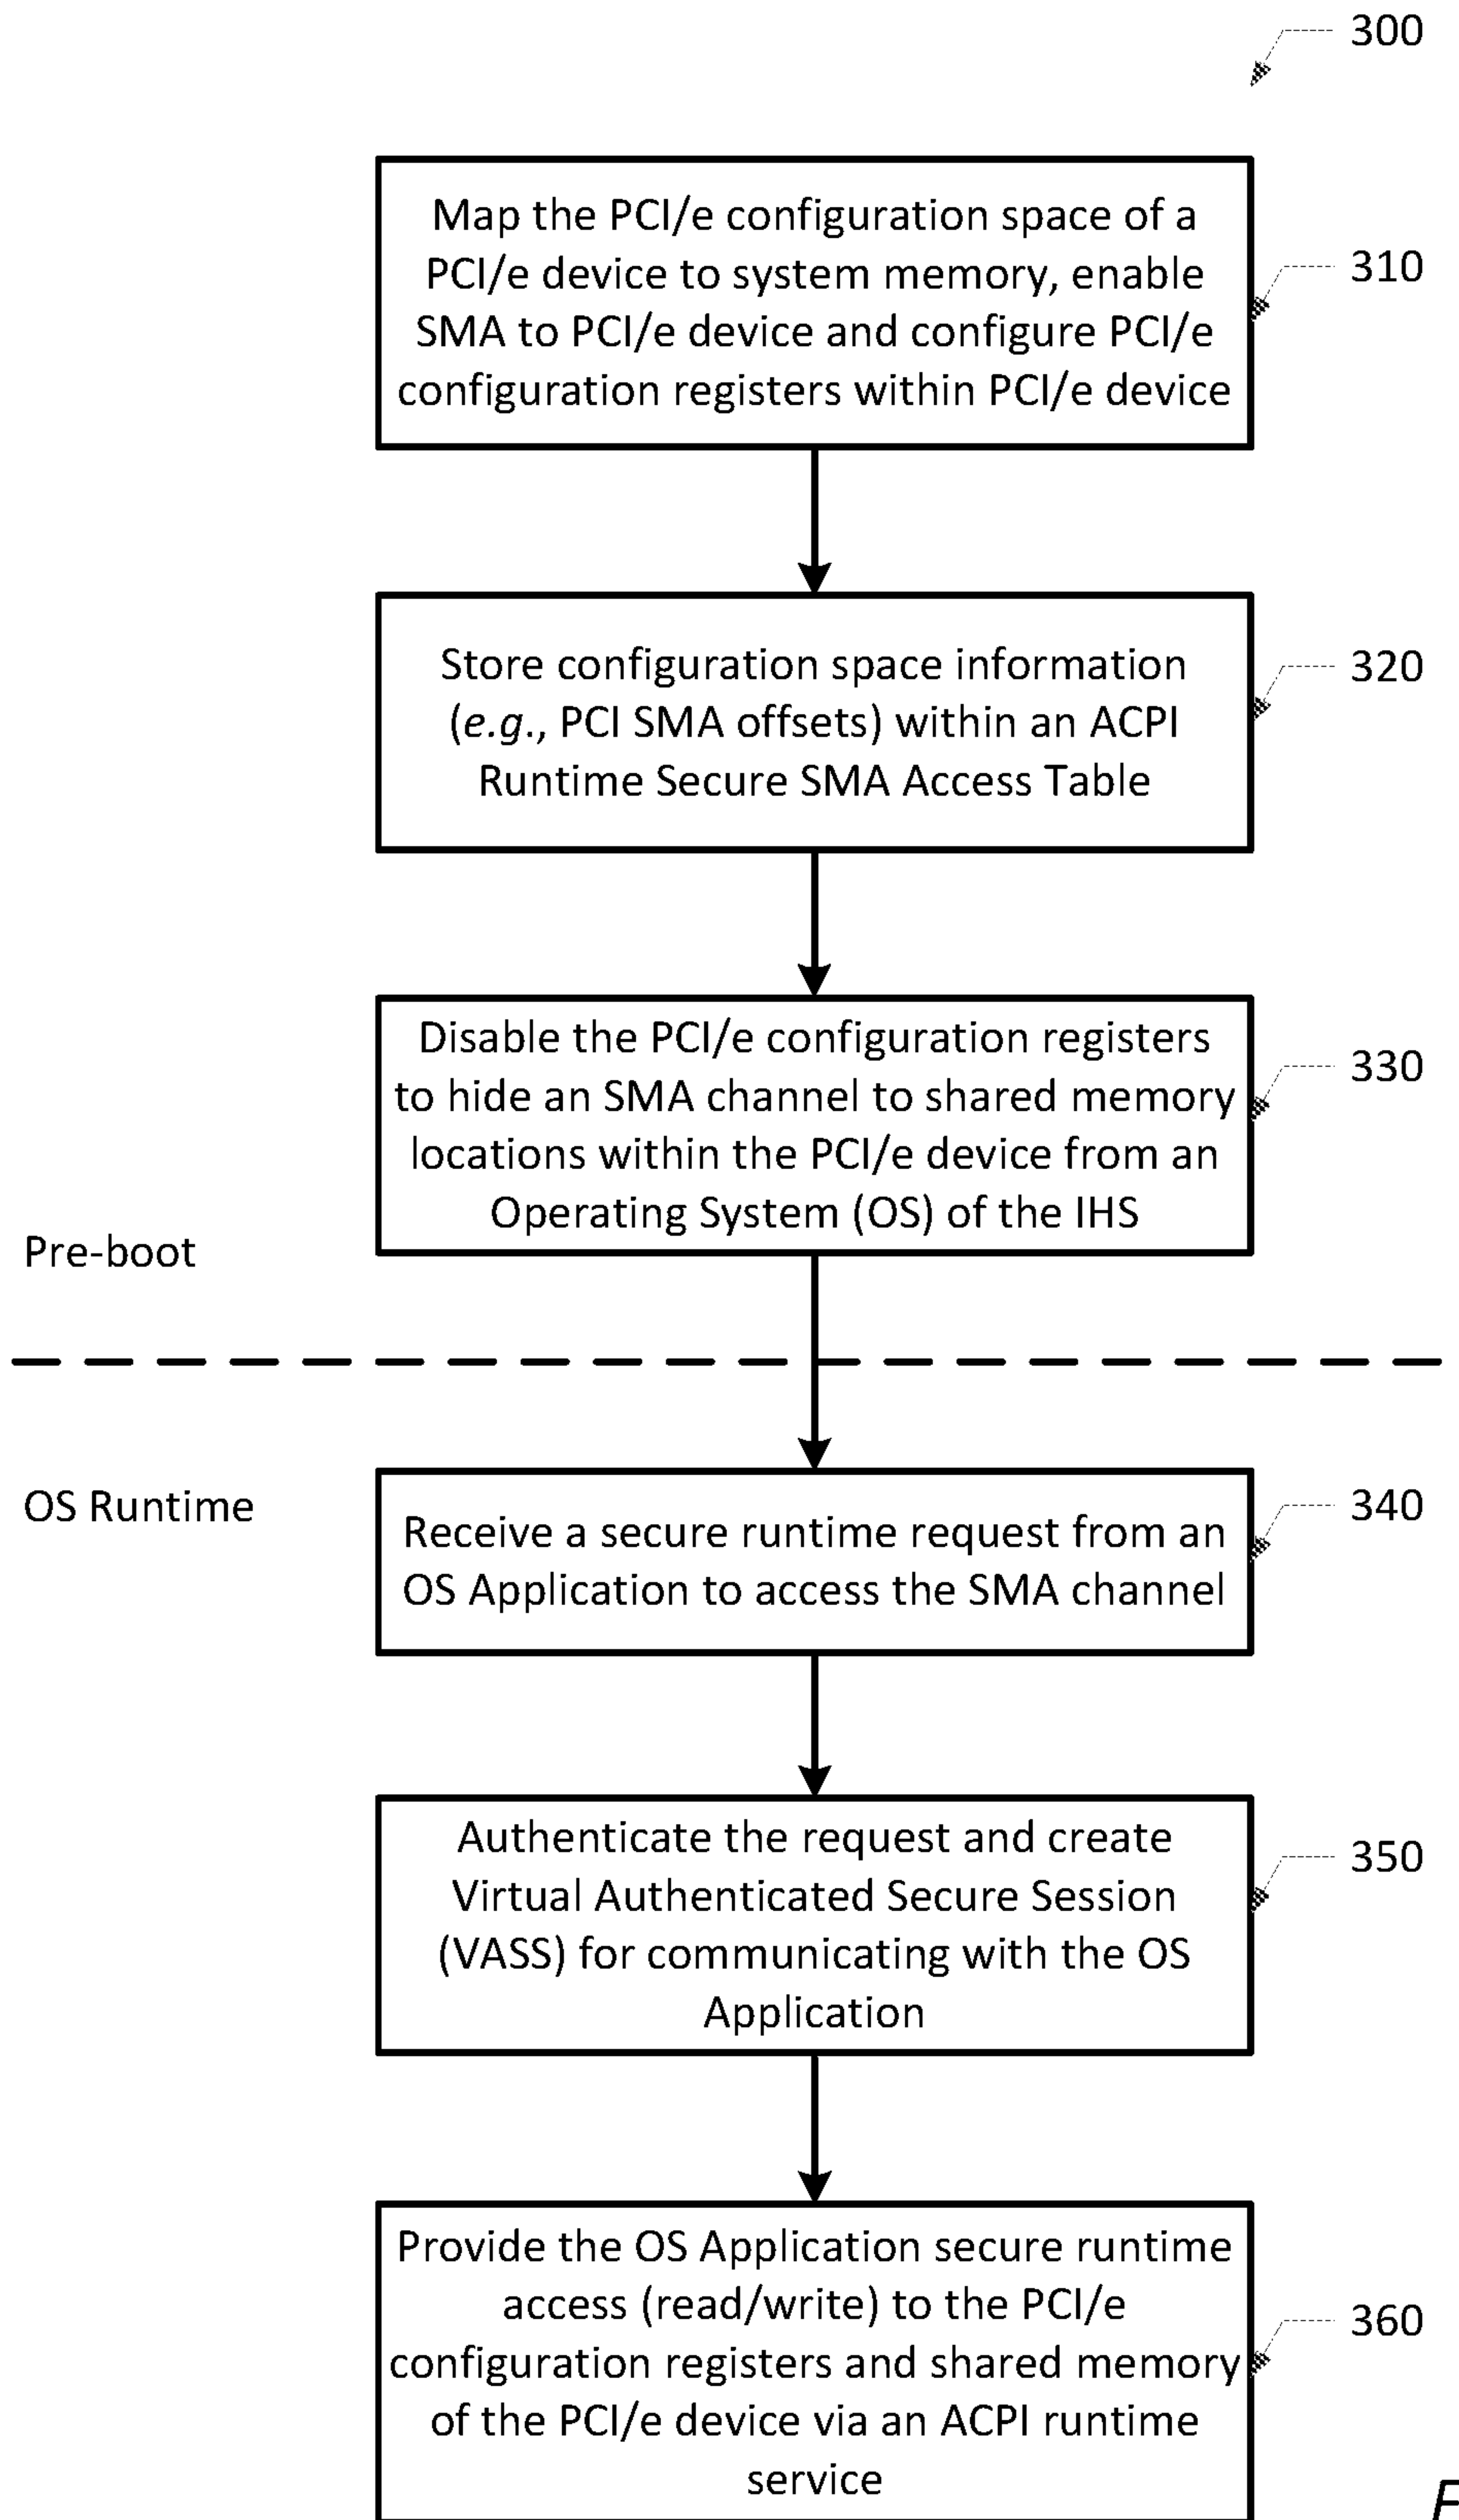 300
Map the PCI/e configuration space of a
PCI/e device to system memory, enable
SMA to PCI/e device and configure PCI/e
configuration registers within PCI/e device
310
Store configuration space information
(e.g., PCI SMA offsets) within an ACPI
Runtime Secure SMA Access Table
320
Disable the PCI/e configuration registers
to hide an SMA channel to shared memory
locations within the PCI/e device from an
Operating System (OS) of the IHS
330
Pre-boot
OS Runtime
Receive a secure runtime request from an
OS Application to access the SMA channel
340
Authenticate the request and create
Virtual Authenticated Secure Session
(VASS) for communicating with the OS
Application
350
Provide the OS Application secure runtime
access (read/write) to the PCI/e
configuration registers and shared memory
of the PCI/e device via an ACPI runtime
service
360